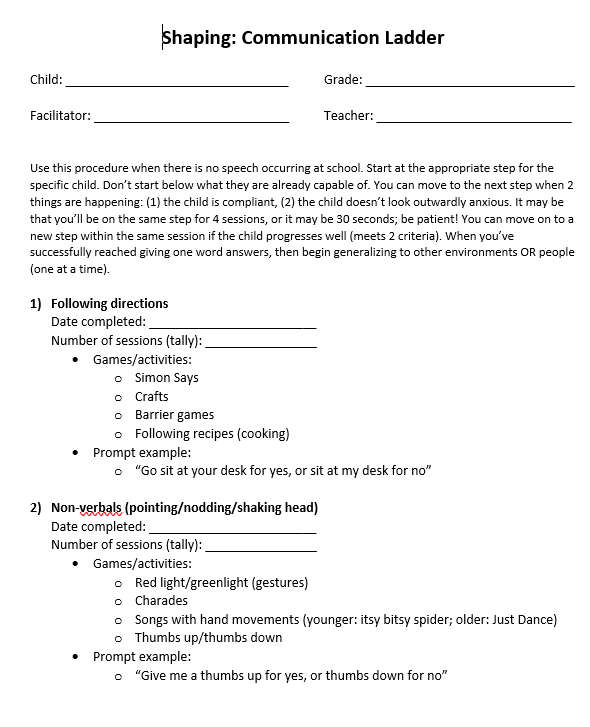 Shaping: Communication Ladder
Child: ________________________________ Grade: ______________________________
Facilitator: ____________________________ Teacher: ____________________________
Use this procedure when there is no speech occurring at school. Start at the appropriate step for the
specific child. Don’t start below what they are already capable of. You can move to the next step when 2
things are happening: (1) the child is compliant, (2) the child doesn’t look outwardly anxious. It may be
that you’ll be on the same step for 4 sessions, or it may be 30 seconds; be patient! You can move on to a
new step within the same session if the child progresses well (meets 2 criteria). When you’ve
successfully reached giving one word answers, then begin generalizing to other environments OR people
(one at a time).
1) Following directions
Date completed: ________________________
Number of sessions (tally): ________________
• Games/activities:
o Simon Says
o Crafts
o Barrier games
o Following recipes (cooking)
• Prompt example:
o “Go sit at your desk for yes, or sit at my desk for no”
2) Non-verbals (pointing/nodding/shaking head)
Date completed: ________________________
Number of sessions (tally): ________________
• Games/activities:
o Red light/greenlight (gestures)
o Charades
o Songs with hand movements (younger: itsy bitsy spider; older: Just Dance)
o Thumbs up/thumbs down
• Prompt example:
o “Give me a thumbs up for yes, or thumbs down for no”